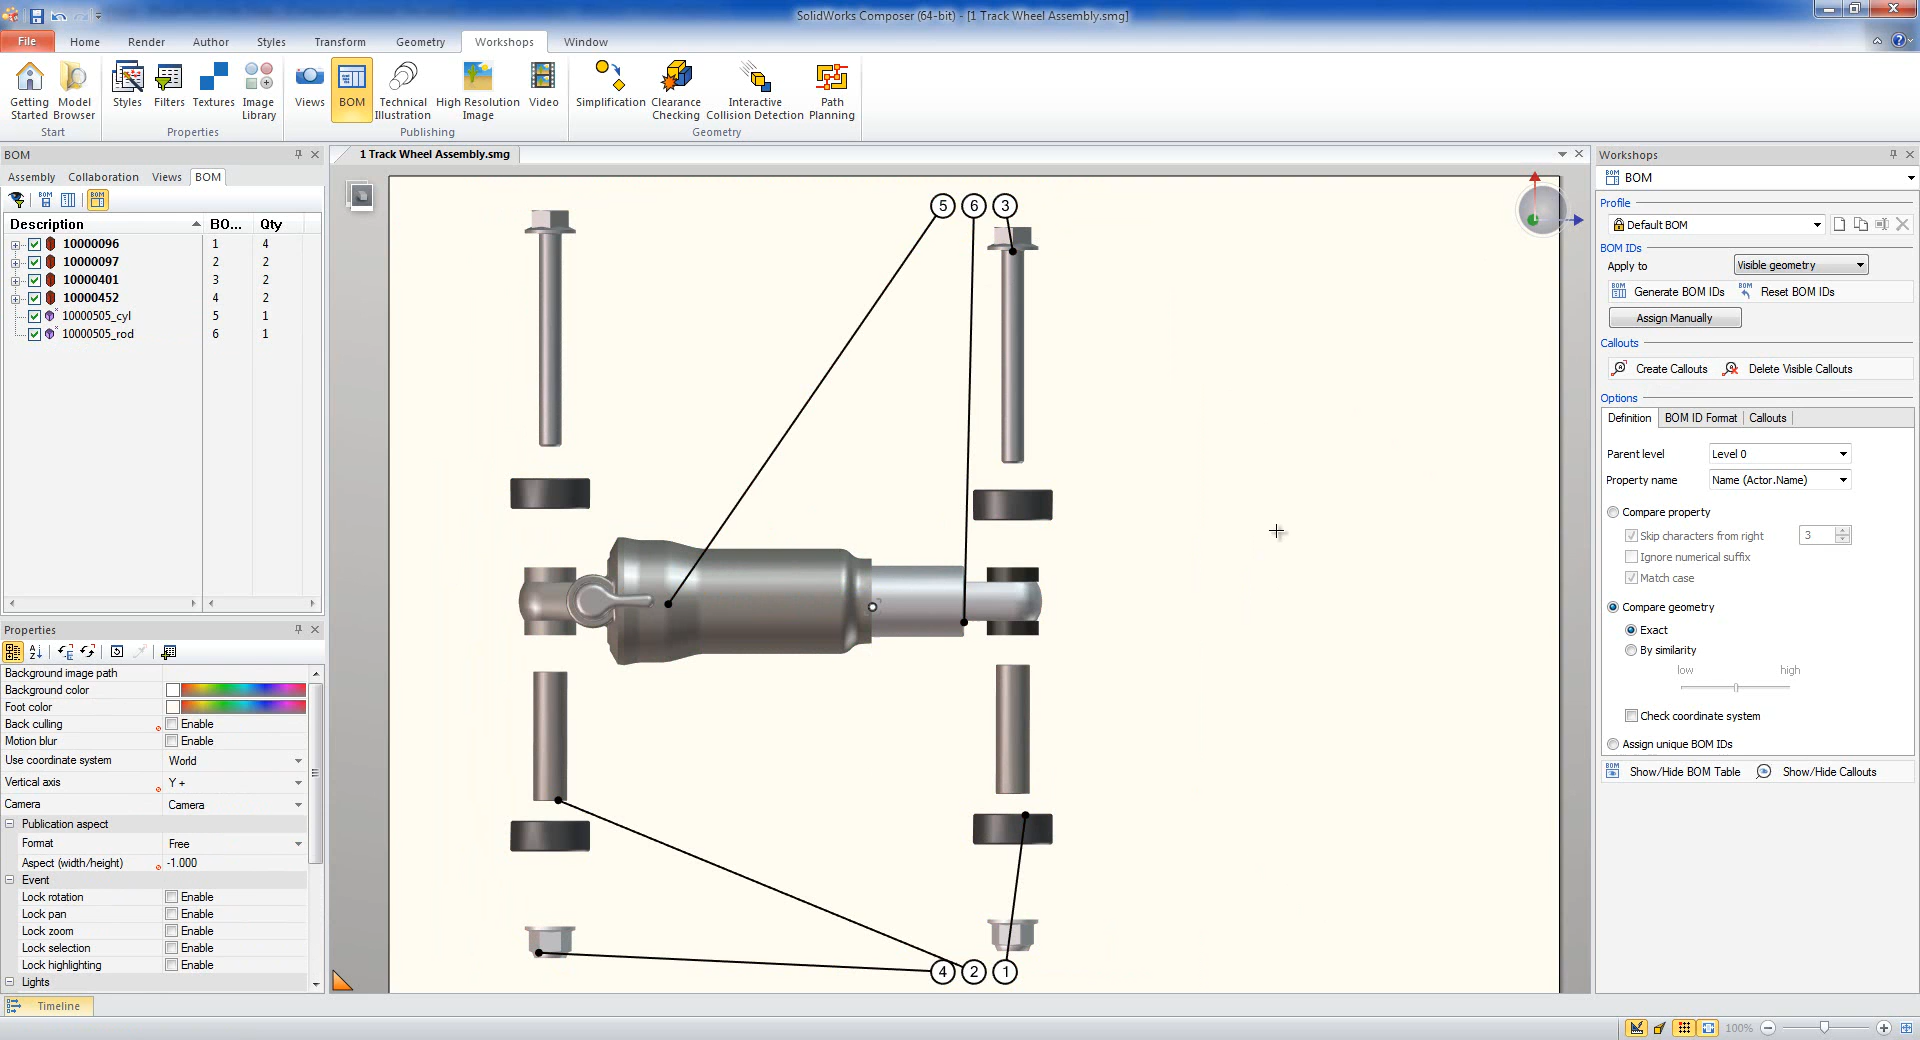 SolidWorks Composer (64-bit) - [1 Track Wheel Assembly.smg]
File Home Render Author Styles Transform Geometry Workshops Window
Getting Started
Model Browser
Start
Styles
Filters
Textures
Image Library
Properties
Views
BOM
Technical Illustration
High Resolution Image
Video
Publishing
Simplification
Clearance Checking
Interactive Collision Detection
Path Planning
Geometry
BOM
Assembly Collaboration Views BOM
Description BO... Qty
10000096 1 4
10000097 2 2
10000401 3 2
10000452 4 2
10000505_cyl 5 1
10000505_rod 6 1
Properties
Background image path
Background color
Foot color
Back culling Enable
Motion blur Enable
Use coordinate system World
Vertical axis Y +
Camera Camera
Publication aspect
Format Free
Aspect (width/height) -1.000
Event
Lock rotation Enable
Lock pan Enable
Lock zoom Enable
Lock selection Enable
Lock highlighting Enable
Lights
Timeline
1 Track Wheel Assembly.smg
5 6 3
4 2 1
Workshops
BOM
Profile
Default BOM
BOM IDs
Apply to Visible geometry
BOM Generate BOM IDs BOM Reset BOM IDs
Assign Manually
Callouts
Create Callouts Delete Visible Callouts
Options
Definition BOM ID Format Callouts
Parent level Level 0
Property name Name (Actor.Name)
Compare property
Skip characters from right 3
Ignore numerical suffix
Match case
Compare geometry
Exact
By similarity
low high
Check coordinate system
Assign unique BOM IDs
BOM Show/Hide BOM Table Show/Hide Callouts
100%